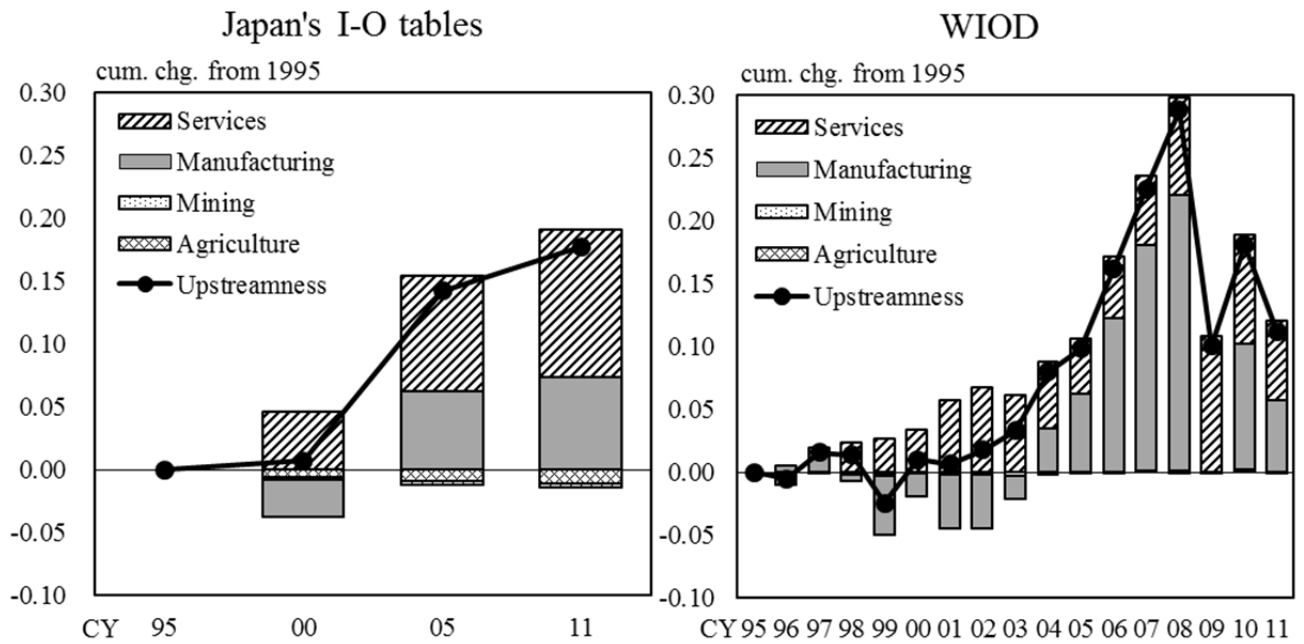 Japan's I-O tables
cum. chg. from 1995
0.30
0.25
0.20
0.15
0.10
0.05
0.00
-0.05
-0.10
Services
Manufacturing
Mining
Agriculture
Upstreamness
CY 95 00 05 11
WIOD
cum. chg. from 1995
0.30
0.25
0.20
0.15
0.10
0.05
0.00
-0.05
-0.10
Services
Manufacturing
Mining
Agriculture
Upstreamness
CY 95 96 97 98 99 00 01 02 03 04 05 06 07 08 09 10 11